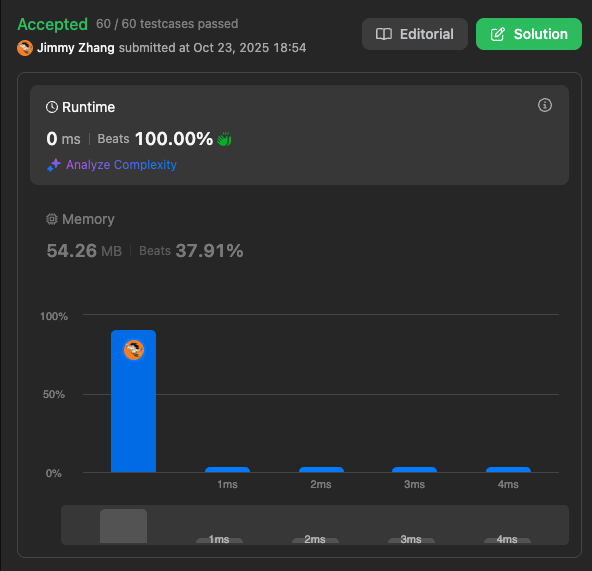 Accepted 60 / 60 testcases passed
Jimmy Zhang submitted at Oct 23, 2025 18:54
Editorial
Solution
Runtime
0 ms | Beats 100.00%
Analyze Complexity
Memory
54.26 MB | Beats 37.91%
100%
50%
0%
1ms 2ms 3ms 4ms
1ms 2ms 3ms 4ms